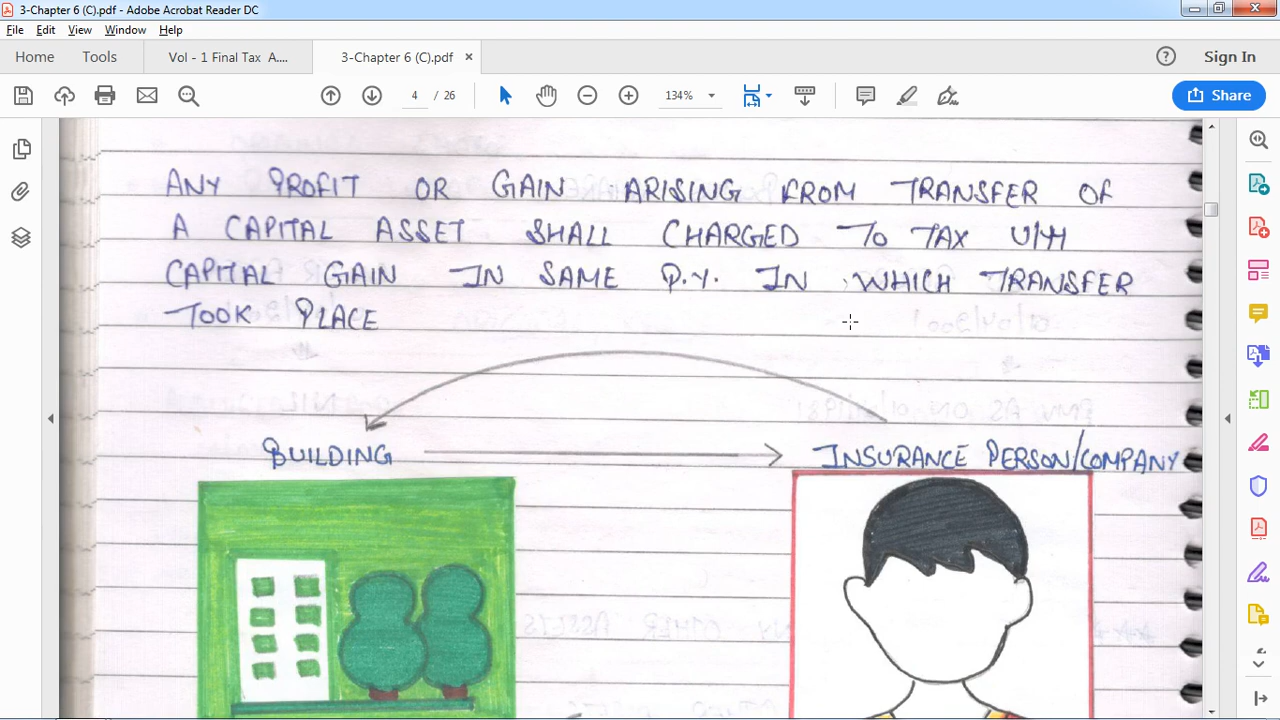 3-Chapter 6 (C).pdf - Adobe Acrobat Reader DC
File Edit View Window Help
Home Tools Vol - 1 Final Tax A.... 3-Chapter 6 (C).pdf × Sign In
4 / 26 134% Share
ANY PROFIT OR GAIN ARISING FROM TRANSFER OF
A CAPITAL ASSET SHALL CHARGED TO TAX U/H
CAPITAL GAIN IN SAME P.Y. IN WHICH TRANSFER
TOOK PLACE
BUILDING INSURANCE PERSON/COMPANY